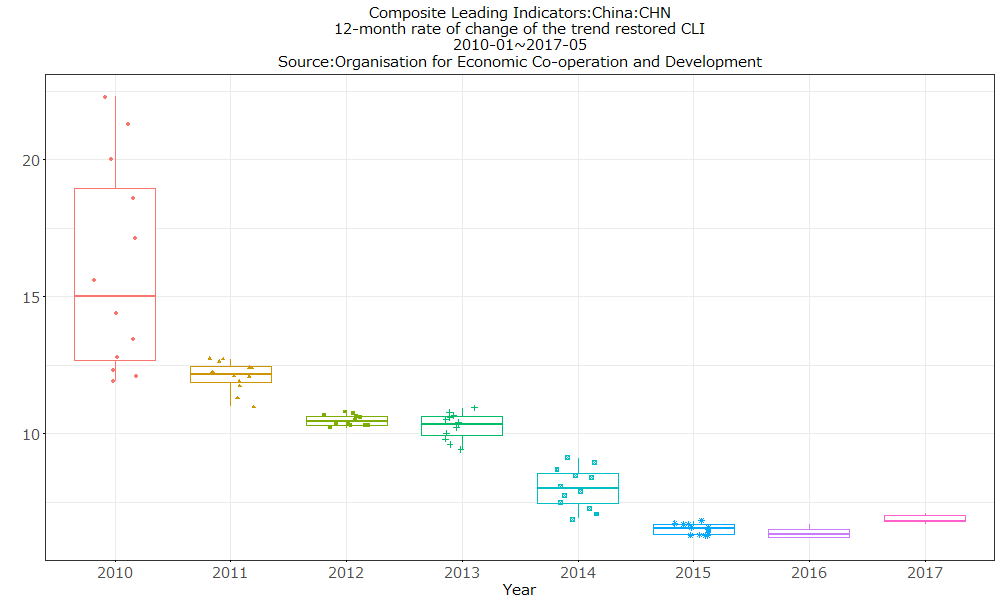 Composite Leading Indicators:China:CHN
12-month rate of change of the trend restored CLI
2010-01~2017-05
Source:Organisation for Economic Co-operation and Development
20
15
10
2010 2011 2012 2013 2014 2015 2016 2017
Year